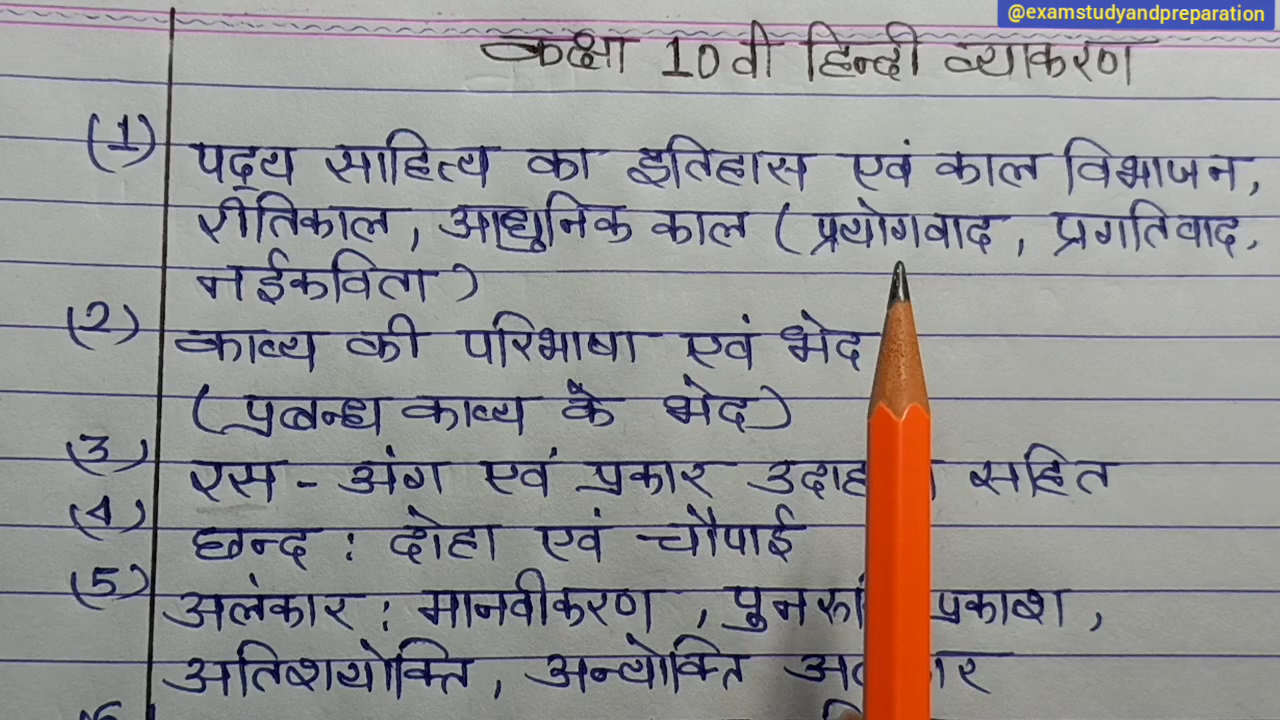 @examstudyandpreparation
कक्षा 10वी हिन्दी व्याकरण
(1) पद्य साहित्य का इतिहास एवं काल विभाजन,
रीतिकाल, आधुनिक काल (प्रयोगवाद, प्रगतिवाद,
नईकविता)
(2) काव्य की परिभाषा एवं भेद
(प्रबन्ध काव्य के भेद)
(3) रस - अंग एवं प्रकार सहित
(4) छन्द : दोहा एवं चौपाई
(5) अलंकार : मानवीकरण, प्रकाश,
अतिशयोक्ति, अन्योक्ति